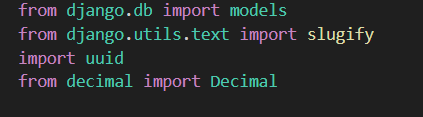 from django.db import models
from django.utils.text import slugify
import uuid
from decimal import Decimal